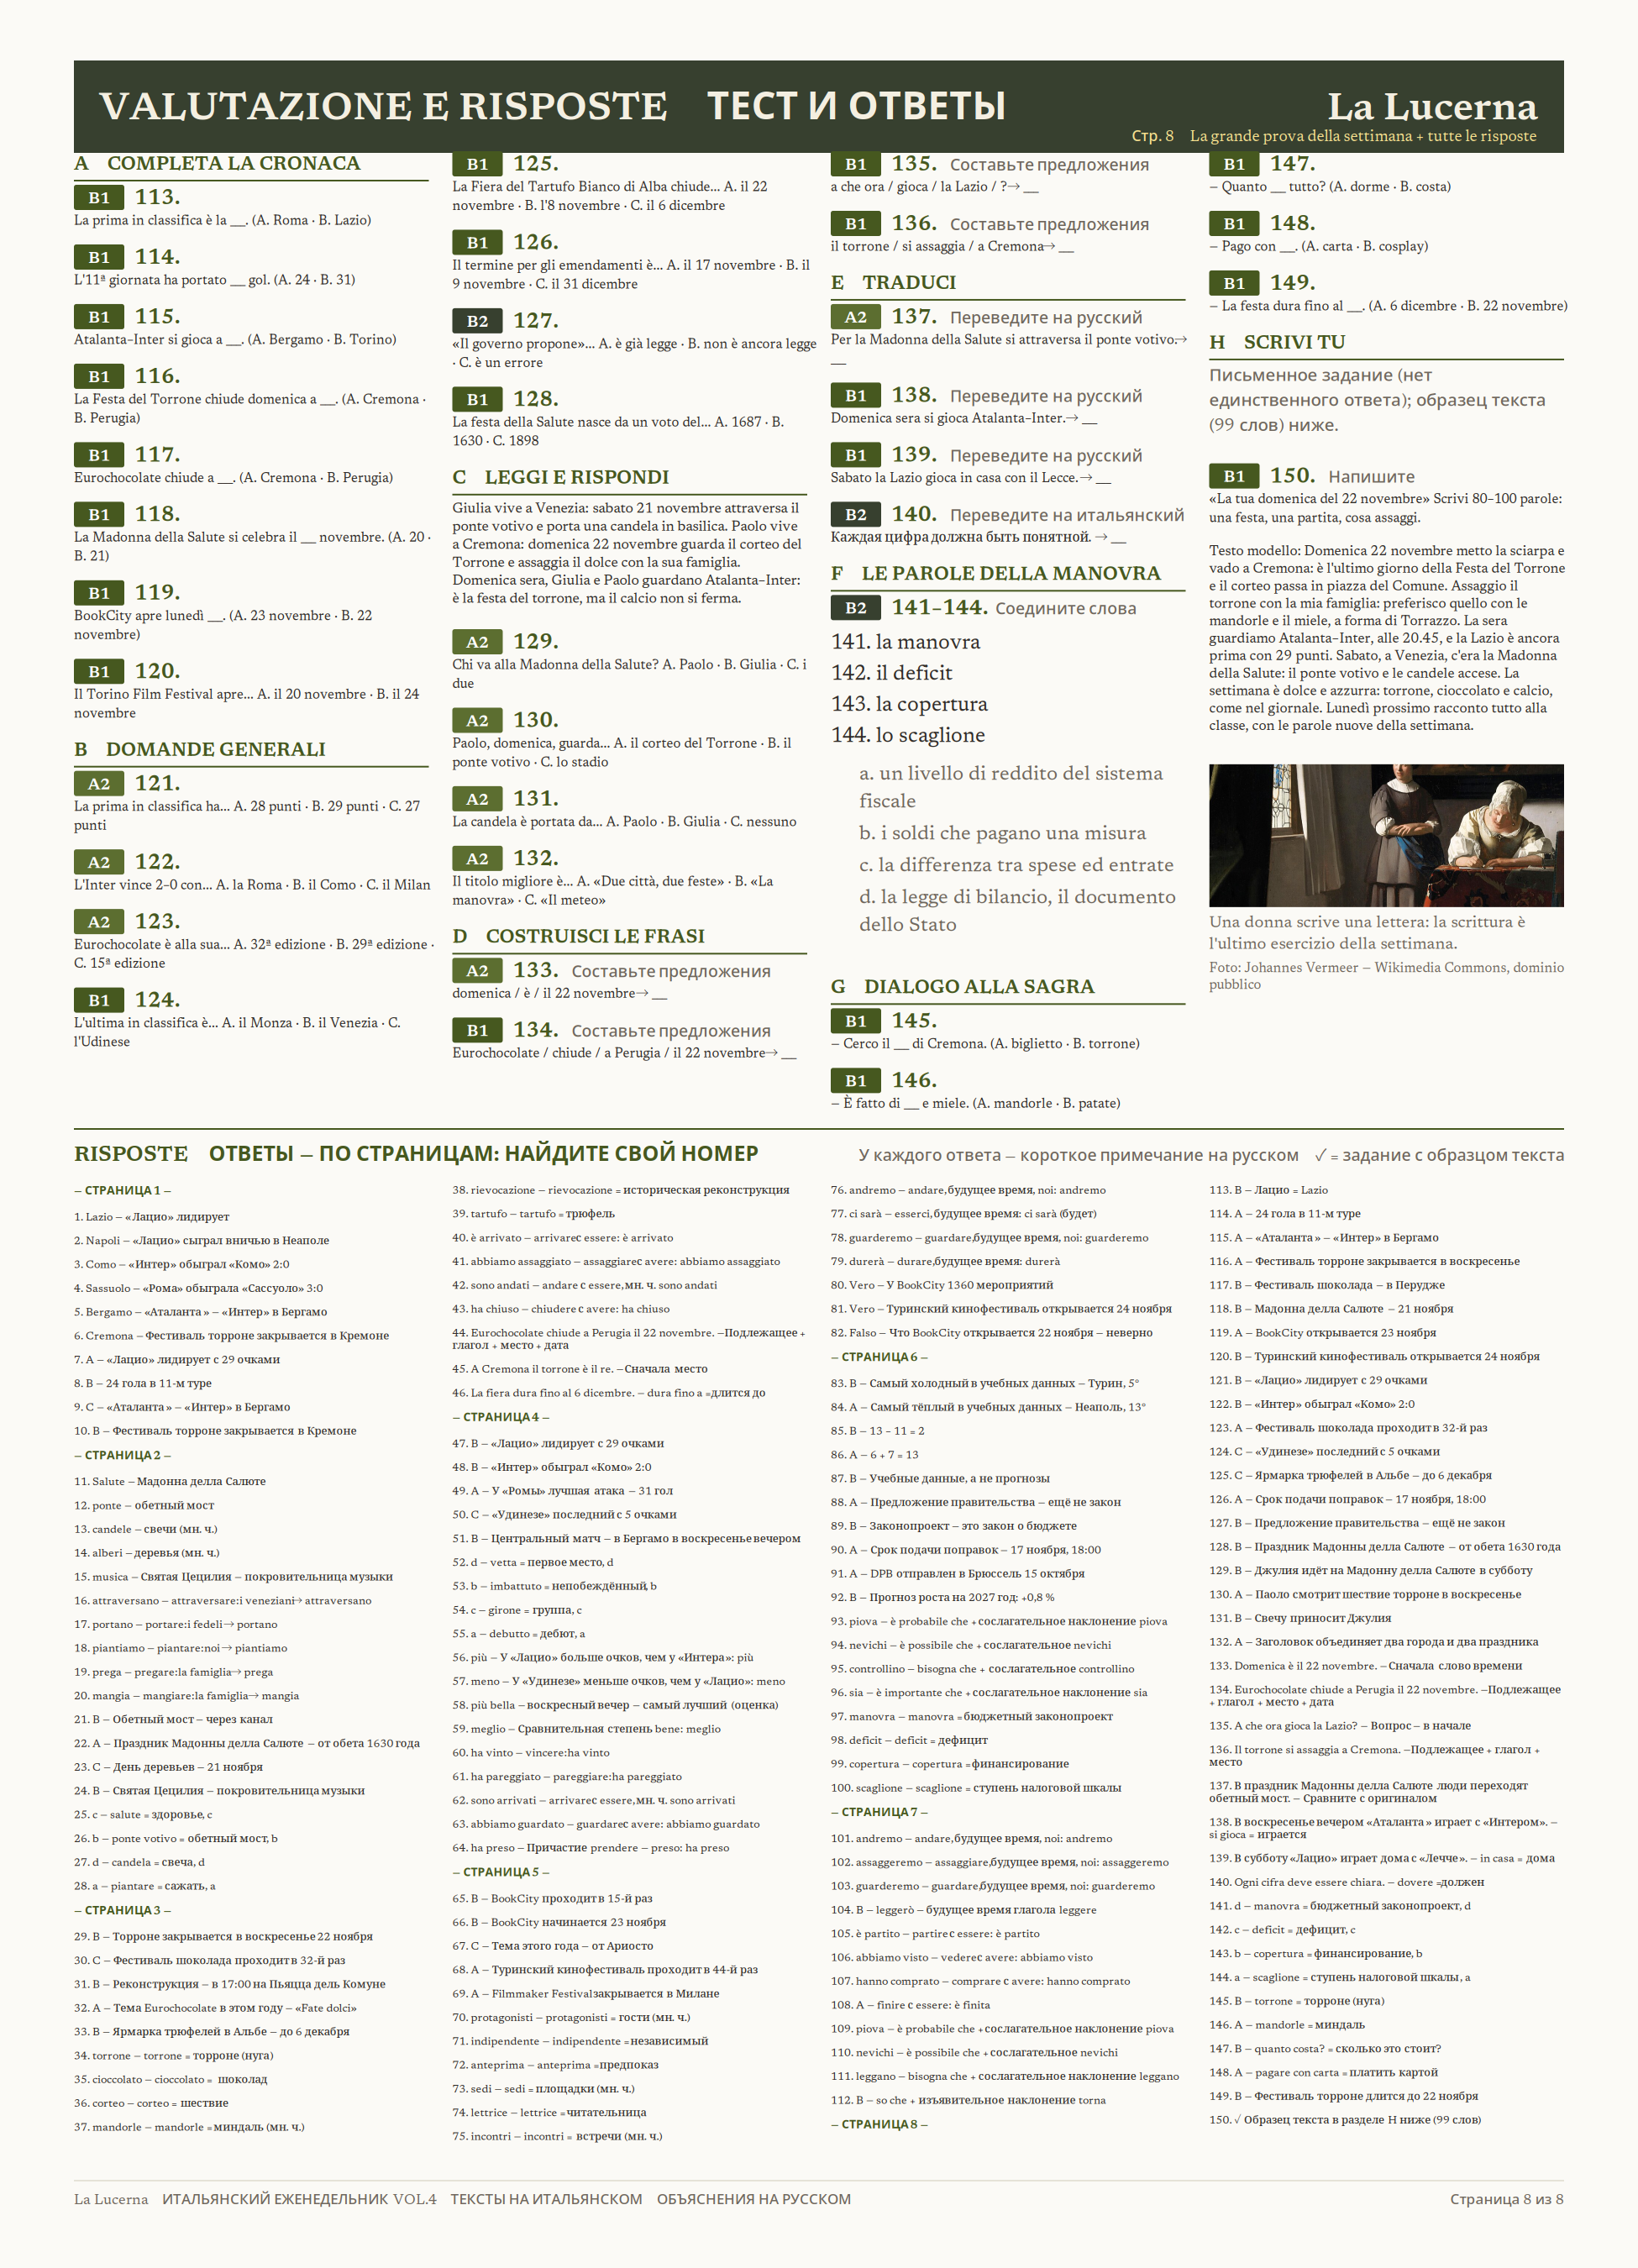 VALUTAZIONE E RISPOSTE ТЕСТ И ОТВЕТЫ
La Lucerna
Стр. 8 La grande prova della settimana + tutte le risposte
A COMPLETA LA CRONACA
B1 113.
La prima in classifica è la __. (A. Roma · B. Lazio)
B1 114.
L'11ª giornata ha portato __ gol. (A. 24 · B. 31)
B1 115.
Atalanta–Inter si gioca a __. (A. Bergamo · B. Torino)
B1 116.
La Festa del Torrone chiude domenica a __. (A. Cremona ·
B. Perugia)
B1 117.
Eurochocolate chiude a __. (A. Cremona · B. Perugia)
B1 118.
La Madonna della Salute si celebra il __ novembre. (A. 20 ·
B. 21)
B1 119.
BookCity apre lunedì __. (A. 23 novembre · B. 22
novembre)
B1 120.
Il Torino Film Festival apre... A. il 20 novembre · B. il 24
novembre
B DOMANDE GENERALI
A2 121.
La prima in classifica ha... A. 28 punti · B. 29 punti · C. 27
punti
A2 122.
L'Inter vince 2–0 con... A. la Roma · B. il Como · C. il Milan
A2 123.
Eurochocolate è alla sua... A. 32ª edizione · B. 29ª edizione ·
C. 15ª edizione
B1 124.
L'ultima in classifica è... A. il Monza · B. il Venezia · C.
l'Udinese
B1 125.
La Fiera del Tartufo Bianco di Alba chiude... A. il 22
novembre · B. l'8 novembre · C. il 6 dicembre
B1 126.
Il termine per gli emendamenti è... A. il 17 novembre · B. il
9 novembre · C. il 31 dicembre
B2 127.
«Il governo propone»... A. è già legge · B. non è ancora legge
· C. è un errore
B1 128.
La festa della Salute nasce da un voto del... A. 1687 · B.
1630 · C. 1898
C LEGGI E RISPONDI
Giulia vive a Venezia: sabato 21 novembre attraversa il
ponte votivo e porta una candela in basilica. Paolo vive
a Cremona: domenica 22 novembre guarda il corteo del
Torrone e assaggia il dolce con la sua famiglia.
Domenica sera, Giulia e Paolo guardano Atalanta–Inter:
è la festa del torrone, ma il calcio non si ferma.
A2 129.
Chi va alla Madonna della Salute? A. Paolo · B. Giulia · C. i
due
A2 130.
Paolo, domenica, guarda... A. il corteo del Torrone · B. il
ponte votivo · C. lo stadio
A2 131.
La candela è portata da... A. Paolo · B. Giulia · C. nessuno
A2 132.
Il titolo migliore è... A. «Due città, due feste» · B. «La
manovra» · C. «Il meteo»
D COSTRUISCI LE FRASI
A2 133. Составьте предложения
domenica / è / il 22 novembre→ __
B1 134. Составьте предложения
Eurochocolate / chiude / a Perugia / il 22 novembre→ __
B1 135. Составьте предложения
a che ora / gioca / la Lazio / ?→ __
B1 136. Составьте предложения
il torrone / si assaggia / a Cremona→ __
E TRADUCI
A2 137. Переведите на русский
Per la Madonna della Salute si attraversa il ponte votivo.→
__
B1 138. Переведите на русский
Domenica sera si gioca Atalanta–Inter.→ __
B1 139. Переведите на русский
Sabato la Lazio gioca in casa con il Lecce.→ __
B2 140. Переведите на итальянский
Каждая цифра должна быть понятной. → __
F LE PAROLE DELLA MANOVRA
B2 141–144. Соедините слова
141. la manovra
142. il deficit
143. la copertura
144. lo scaglione
a. un livello di reddito del sistema
fiscale
b. i soldi che pagano una misura
c. la differenza tra spese ed entrate
d. la legge di bilancio, il documento
dello Stato
G DIALOGO ALLA SAGRA
B1 145.
– Cerco il __ di Cremona. (A. biglietto · B. torrone)
B1 146.
– È fatto di __ e miele. (A. mandorle · B. patate)
B1 147.
– Quanto __ tutto? (A. dorme · B. costa)
B1 148.
– Pago con __. (A. carta · B. cosplay)
B1 149.
– La festa dura fino al __. (A. 6 dicembre · B. 22 novembre)
H SCRIVI TU
Письменное задание (нет
единственного ответа); образец текста
(99 слов) ниже.
B1 150. Напишите
«La tua domenica del 22 novembre» Scrivi 80–100 parole:
una festa, una partita, cosa assaggi.
Testo modello: Domenica 22 novembre metto la sciarpa e
vado a Cremona: è l'ultimo giorno della Festa del Torrone
e il corteo passa in piazza del Comune. Assaggio il
torrone con la mia famiglia: preferisco quello con le
mandorle e il miele, a forma di Torrazzo. La sera
guardiamo Atalanta–Inter, alle 20.45, e la Lazio è ancora
prima con 29 punti. Sabato, a Venezia, c'era la Madonna
della Salute: il ponte votivo e le candele accese. La
settimana è dolce e azzurra: torrone, cioccolato e calcio,
come nel giornale. Lunedì prossimo racconto tutto alla
classe, con le parole nuove della settimana.
Una donna scrive una lettera: la scrittura è
l'ultimo esercizio della settimana.
Foto: Johannes Vermeer — Wikimedia Commons, dominio
pubblico
RISPOSTE ОТВЕТЫ — ПО СТРАНИЦАМ: НАЙДИТЕ СВОЙ НОМЕР
У каждого ответа — короткое примечание на русском ✓ = задание с образцом текста
— СТРАНИЦА 1 —
1. Lazio — «Лацио» лидирует
2. Napoli — «Лацио» сыграл вничью в Неаполе
3. Como — «Интер» обыграл «Комо» 2:0
4. Sassuolo — «Рома» обыграла «Сассуоло» 3:0
5. Bergamo — «Аталанта» – «Интер» в Бергамо
6. Cremona — Фестиваль торроне закрывается в Кремоне
7. A — «Лацио» лидирует с 29 очками
8. B — 24 гола в 11-м туре
9. C — «Аталанта» – «Интер» в Бергамо
10. B — Фестиваль торроне закрывается в Кремоне
— СТРАНИЦА 2 —
11. Salute — Мадонна делла Салюте
12. ponte — обетный мост
13. candele — свечи (мн. ч.)
14. alberi — деревья (мн. ч.)
15. musica — Святая Цецилия — покровительница музыки
16. attraversano — attraversare:i veneziani→ attraversano
17. portano — portare:i fedeli→ portano
18. piantiamo — piantare:noi→ piantiamo
19. prega — pregare:la famiglia→ prega
20. mangia — mangiare:la famiglia→ mangia
21. B — Обетный мост — через канал
22. A — Праздник Мадонны делла Салюте — от обета 1630 года
23. C — День деревьев — 21 ноября
24. B — Святая Цецилия — покровительница музыки
25. c — salute = здоровье, c
26. b — ponte votivo = обетный мост, b
27. d — candela = свеча, d
28. a — piantare = сажать, a
— СТРАНИЦА 3 —
29. B — Торроне закрывается в воскресенье 22 ноября
30. C — Фестиваль шоколада проходит в 32-й раз
31. B — Реконструкция — в 17:00 на Пьяцца дель Комуне
32. A — Тема Eurochocolate в этом году — «Fate dolci»
33. B — Ярмарка трюфелей в Альбе — до 6 декабря
34. torrone — torrone = торроне (нуга)
35. cioccolato — cioccolato = шоколад
36. corteo — corteo = шествие
37. mandorle — mandorle = миндаль (мн. ч.)
38. rievocazione — rievocazione = историческая реконструкция
39. tartufo — tartufo = трюфель
40. è arrivato — arrivareс essere: è arrivato
41. abbiamo assaggiato — assaggiareс avere: abbiamo assaggiato
42. sono andati — andare с essere,мн. ч. sono andati
43. ha chiuso — chiudere с avere: ha chiuso
44. Eurochocolate chiude a Perugia il 22 novembre. —Подлежащее +
глагол + место + дата
45. A Cremona il torrone è il re. —Сначала место
46. La fiera dura fino al 6 dicembre. — dura fino a =длится до
— СТРАНИЦА 4 —
47. B — «Лацио» лидирует с 29 очками
48. B — «Интер» обыграл «Комо» 2:0
49. A — У «Ромы» лучшая атака — 31 гол
50. C — «Удинезе» последний с 5 очками
51. B — Центральный матч — в Бергамо в воскресенье вечером
52. d — vetta = первое место, d
53. b — imbattuto = непобеждённый, b
54. c — girone = группа, c
55. a — debutto = дебют, a
56. più — У «Лацио» больше очков, чем у «Интера»: più
57. meno — У «Удинезе» меньше очков, чем у «Лацио»: meno
58. più bella — воскресный вечер — самый лучший (оценка)
59. meglio — Сравнительная степень bene: meglio
60. ha vinto — vincere:ha vinto
61. ha pareggiato — pareggiare:ha pareggiato
62. sono arrivati — arrivareс essere,мн. ч. sono arrivati
63. abbiamo guardato — guardareс avere: abbiamo guardato
64. ha preso — Причастие prendere — preso: ha preso
— СТРАНИЦА 5 —
65. B — BookCity проходит в 15-й раз
66. B — BookCity начинается 23 ноября
67. C — Тема этого года — от Ариосто
68. A — Туринский кинофестиваль проходит в 44-й раз
69. A — Filmmaker Festivalзакрывается в Милане
70. protagonisti — protagonisti = гости (мн. ч.)
71. indipendente — indipendente =независимый
72. anteprima — anteprima =предпоказ
73. sedi — sedi = площадки (мн. ч.)
74. lettrice — lettrice =читательница
75. incontri — incontri = встречи (мн. ч.)
76. andremo — andare,будущее время, noi: andremo
77. ci sarà — esserci,будущее время: ci sarà (будет)
78. guarderemo — guardare,будущее время, noi: guarderemo
79. durerà — durare,будущее время: durerà
80. Vero — У BookCity 1360 мероприятий
81. Vero — Туринский кинофестиваль открывается 24 ноября
82. Falso — Что BookCity открывается 22 ноября — неверно
— СТРАНИЦА 6 —
83. B — Самый холодный в учебных данных — Турин, 5°
84. A — Самый тёплый в учебных данных — Неаполь, 13°
85. B — 13 − 11 = 2
86. A — 6 + 7 = 13
87. B — Учебные данные, а не прогнозы
88. A — Предложение правительства — ещё не закон
89. B — Законопроект — это закон о бюджете
90. A — Срок подачи поправок — 17 ноября, 18:00
91. A — DPB отправлен в Брюссель 15 октября
92. B — Прогноз роста на 2027 год: +0,8 %
93. piova — è probabile che +сослагательное наклонение piova
94. nevichi — è possibile che +сослагательное nevichi
95. controllino — bisogna che + сослагательное controllino
96. sia — è importante che +сослагательное наклонение sia
97. manovra — manovra =бюджетный законопроект
98. deficit — deficit = дефицит
99. copertura — copertura =финансирование
100. scaglione — scaglione = ступень налоговой шкалы
— СТРАНИЦА 7 —
101. andremo — andare,будущее время, noi: andremo
102. assaggeremo — assaggiare,будущее время, noi: assaggeremo
103. guarderemo — guardare,будущее время, noi: guarderemo
104. B — leggerò — будущее время глагола leggere
105. è partito — partireс essere: è partito
106. abbiamo visto — vedereс avere: abbiamo visto
107. hanno comprato — comprare с avere: hanno comprato
108. A — finire с essere: è finita
109. piova — è probabile che +сослагательное наклонение piova
110. nevichi — è possibile che +сослагательное nevichi
111. leggano — bisogna che + сослагательное наклонение leggano
112. B — so che + изъявительное наклонение torna
— СТРАНИЦА 8 —
113. B — Лацио = Lazio
114. A — 24 гола в 11-м туре
115. A — «Аталанта» – «Интер» в Бергамо
116. A — Фестиваль торроне закрывается в воскресенье
117. B — Фестиваль шоколада — в Перудже
118. B — Мадонна делла Салюте — 21 ноября
119. A — BookCity открывается 23 ноября
120. B — Туринский кинофестиваль открывается 24 ноября
121. B — «Лацио» лидирует с 29 очками
122. B — «Интер» обыграл «Комо» 2:0
123. A — Фестиваль шоколада проходит в 32-й раз
124. C — «Удинезе» последний с 5 очками
125. C — Ярмарка трюфелей в Альбе — до 6 декабря
126. A — Срок подачи поправок — 17 ноября, 18:00
127. B — Предложение правительства — ещё не закон
128. B — Праздник Мадонны делла Салюте — от обета 1630 года
129. B — Джулия идёт на Мадонну делла Салюте в субботу
130. A — Паоло смотрит шествие торроне в воскресенье
131. B — Свечу приносит Джулия
132. A — Заголовок объединяет два города и два праздника
133. Domenica è il 22 novembre. —Сначала слово времени
134. Eurochocolate chiude a Perugia il 22 novembre. —Подлежащее
+ глагол + место + дата
135. A che ora gioca la Lazio? — Вопрос — в начале
136. Il torrone si assaggia a Cremona. —Подлежащее + глагол +
место
137. В праздник Мадонны делла Салюте люди переходят
обетный мост. — Сравните с оригиналом
138. В воскресенье вечером «Аталанта» играет с «Интером». —
si gioca = играется
139. В субботу «Лацио» играет дома с «Лечче». — in casa = дома
140. Ogni cifra deve essere chiara. — dovere =должен
141. d — manovra = бюджетный законопроект, d
142. c — deficit = дефицит, c
143. b — copertura =финансирование, b
144. a — scaglione = ступень налоговой шкалы, a
145. B — torrone = торроне (нуга)
146. A — mandorle =миндаль
147. B — quanto costa? = сколько это стоит?
148. A — pagare con carta =платить картой
149. B — Фестиваль торроне длится до 22 ноября
150. ✓ Образец текста в разделе H ниже (99 слов)
La Lucerna ИТАЛЬЯНСКИЙ ЕЖЕНЕДЕЛЬНИК VOL.4 ТЕКСТЫ НА ИТАЛЬЯНСКОМ ОБЪЯСНЕНИЯ НА РУССКОМ
Страница 8 из 8